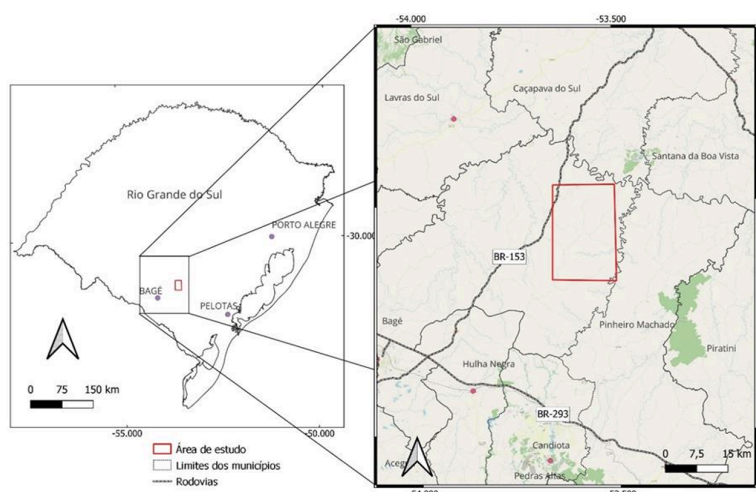 -54.000
-53.500
São Gabriel
Lavras do Sul
Caçapava do Sul
Santana da Boa Vista
Rio Grande do Sul
PORTO ALEGRE
-30.000
BR-153
BAGÉ
PELOTAS
Bagé
Pinheiro Machado
Piratini
Hulha Negra
0 75 150 km
BR-293
Candiota
-55.000
-50.000
Área de estudo
Limites dos municípios
Rodovias
0 7,5 15 km
Pedras Altas